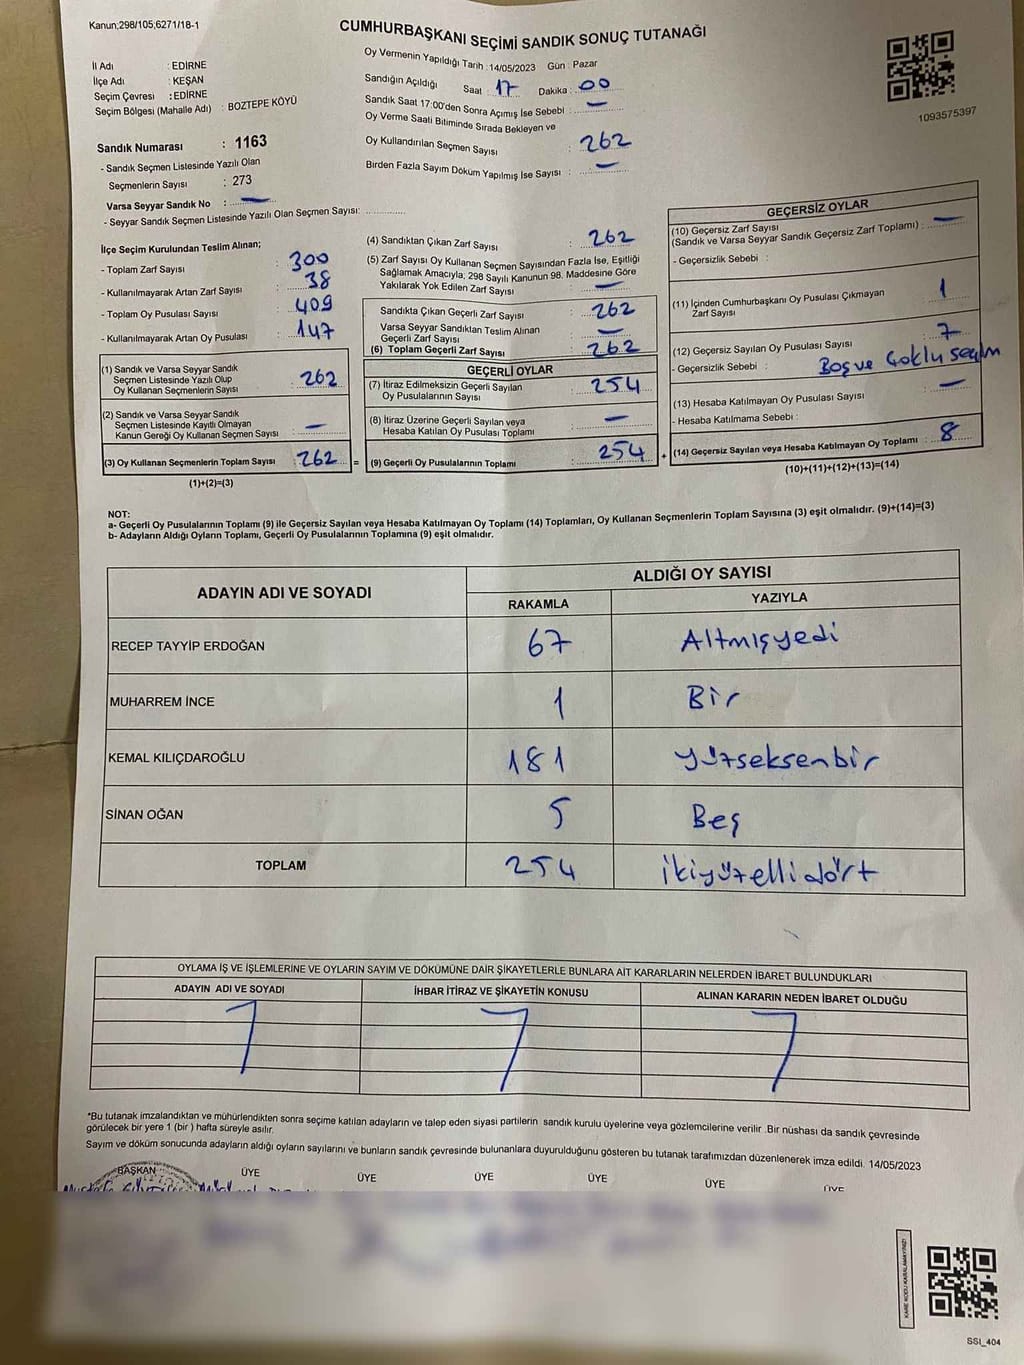 Kanun;298/105;6271/18-1
CUMHURBAŞKANI SEÇİMİ SANDIK SONUÇ TUTANAĞI
İl Adı : EDİRNE
İlçe Adı : KEŞAN
Seçim Çevresi : EDİRNE
Seçim Bölgesi (Mahalle Adı) : BOZTEPE KÖYÜ
Sandık Numarası : 1163
- Sandık Seçmen Listesinde Yazılı Olan
Seçmenlerin Sayısı : 273
Varsa Seyyar Sandık No : —
- Seyyar Sandık Seçmen Listesinde Yazılı Olan Seçmen Sayısı:
Oy Vermenin Yapıldığı Tarih : 14/05/2023 Gün : Pazar
Sandığın Açıldığı Saat : 17 Dakika : 00
Sandık Saat 17:00'den Sonra Açımış İse Sebebi : —
Oy Verme Saati Bitiminde Sırada Bekleyen ve
Oy Kullandırılan Seçmen Sayısı : 262
Birden Fazla Sayım Döküm Yapılmış İse Sayısı : —
1093575397
İlçe Seçim Kurulundan Teslim Alınan;
- Toplam Zarf Sayısı : 300
- Kullanılmayarak Artan Zarf Sayısı : 38
- Toplam Oy Pusulası Sayısı : 409
- Kullanılmayarak Artan Oy Pusulası : 147
(1) Sandık ve Varsa Seyyar Sandık
Seçmen Listesinde Yazılı Olup
Oy Kullanan Seçmenlerin Sayısı : 262
(2) Sandık ve Varsa Seyyar Sandık
Seçmen Listesinde Kayıtlı Olmayan
Kanun Gereği Oy Kullanan Seçmen Sayısı : —
(3) Oy Kullanan Seçmenlerin Toplam Sayısı : 262 =
(1)+(2)=(3)
(4) Sandıktan Çıkan Zarf Sayısı : 262
(5) Zarf Sayısı Oy Kullanan Seçmen Sayısından Fazla İse, Eşitliği
Sağlamak Amacıyla; 298 Sayılı Kanunun 98. Maddesine Göre
Yakılarak Yok Edilen Zarf Sayısı : —
Sandıkta Çıkan Geçerli Zarf Sayısı : 262
Varsa Seyyar Sandıktan Teslim Alınan
Geçerli Zarf Sayısı : —
(6) Toplam Geçerli Zarf Sayısı : 262
GEÇERLİ OYLAR
(7) İtiraz Edilmeksizin Geçerli Sayılan
Oy Pusulalarının Sayısı : 254
(8) İtiraz Üzerine Geçerli Sayılan veya
Hesaba Katılan Oy Pusulası Toplamı : —
(9) Geçerli Oy Pusulalarının Toplamı : 254 +
GEÇERSİZ OYLAR
(10) Geçersiz Zarf Sayısı
(Sandık ve Varsa Seyyar Sandık Geçersiz Zarf Toplamı) : —
- Geçersizlik Sebebi :
(11) İçinden Cumhurbaşkanı Oy Pusulası Çıkmayan
Zarf Sayısı : 1
(12) Geçersiz Sayılan Oy Pusulası Sayısı : 7
- Geçersizlik Sebebi : Boş ve Çoklu seçim
(13) Hesaba Katılmayan Oy Pusulası Sayısı : —
- Hesaba Katılmama Sebebi :
(14) Geçersiz Sayılan veya Hesaba Katılmayan Oy Toplamı : 8
(10)+(11)+(12)+(13)=(14)
NOT:
a- Geçerli Oy Pusulalarının Toplamı (9) ile Geçersiz Sayılan veya Hesaba Katılmayan Oy Toplamı (14) Toplamları, Oy Kullanan Seçmenlerin Toplam Sayısına (3) eşit olmalıdır. (9)+(14)=(3)
b- Adayların Aldığı Oyların Toplamı, Geçerli Oy Pusulalarının Toplamına (9) eşit olmalıdır.
ADAYIN ADI VE SOYADI ALDIĞI OY SAYISI
RAKAMLA YAZIYLA
RECEP TAYYİP ERDOĞAN 67 Altmışyedi
MUHARREM İNCE 1 Bir
KEMAL KILIÇDAROĞLU 181 yüzseksenbir
SİNAN OĞAN 5 Beş
TOPLAM 254 ikiyüzellidört
OYLAMA İŞ VE İŞLEMLERİNE VE OYLARIN SAYIM VE DÖKÜMÜNE DAİR ŞİKAYETLERLE BUNLARA AİT KARARLARIN NELERDEN İBARET BULUNDUKLARI
ADAYIN ADI VE SOYADI İHBAR İTİRAZ VE ŞİKAYETİN KONUSU ALINAN KARARIN NEDEN İBARET OLDUĞU
*Bu tutanak imzalandıktan ve mühürlendikten sonra seçime katılan adayların ve talep eden siyasi partilerin sandık kurulu üyelerine veya gözlemcilerine verilir .Bir nüshası da sandık çevresinde
görülecek bir yere 1 (bir ) hafta süreyle asılır.
Sayım ve döküm sonucunda adayların aldığı oyların sayılarını ve bunların sandık çevresinde bulunanlara duyurulduğunu gösteren bu tutanak tarafımızdan düzenlenerek imza edildi. 14/05/2023
BAŞKAN ÜYE ÜYE ÜYE ÜYE ÜYE ÜYE
KARE KODU KARALAMAYINIZ!
SSI_404